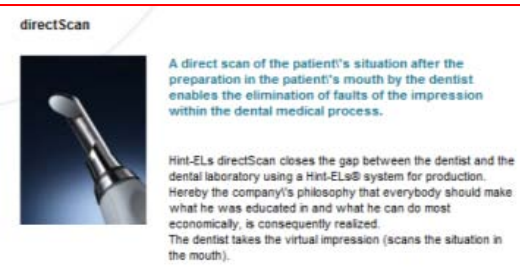 directScan
A direct scan of the patient\'s situation after the
preparation in the patient\'s mouth by the dentist
enables the elimination of faults of the impression
within the dental medical process.
Hint-ELs directScan closes the gap between the dentist and the
dental laboratory using a Hint-ELs® system for production.
Hereby the company\'s philosophy that everybody should make
what he was educated in and what he can do most
economically, is consequently realized.
The dentist takes the virtual impression (scans the situation in
the mouth).